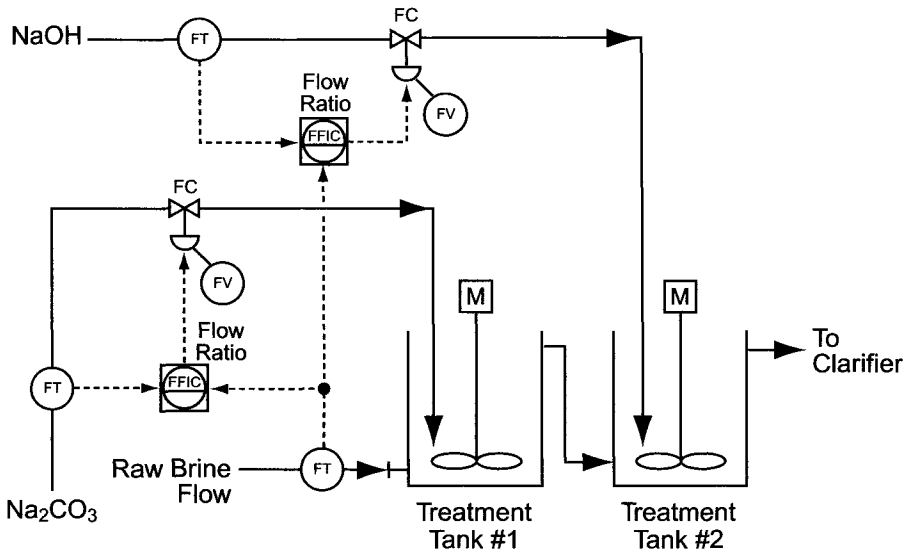 FC
NaOH
FT
Flow
Ratio
FV
FFIC
FC
FV
Flow
Ratio
M
M
To
Clarifier
FT
FFIC
Raw Brine
Flow
FT
Na₂CO₃
Treatment
Tank #1
Treatment
Tank #2